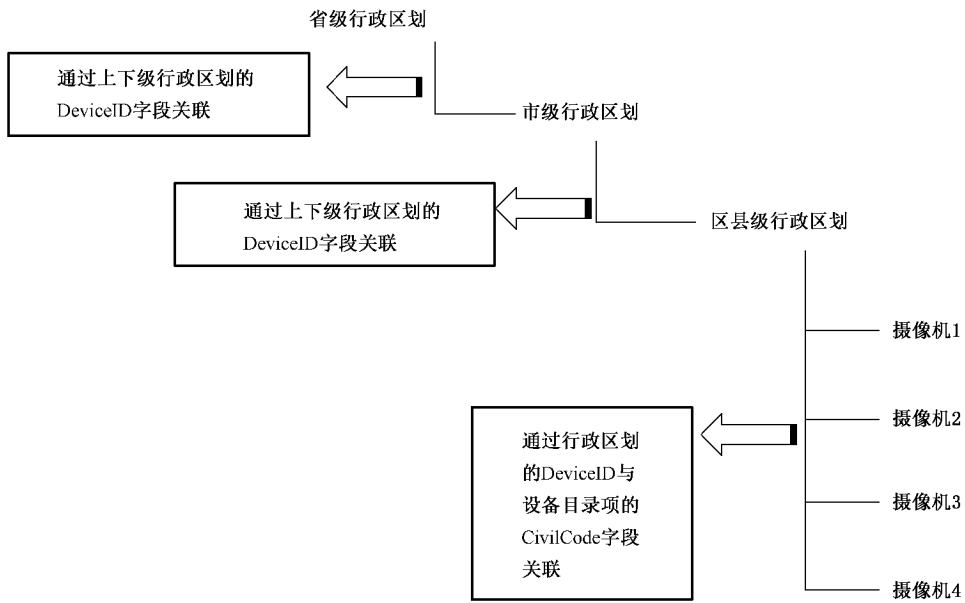 省级行政区划
通过上下级行政区划的
DeviceID字段关联
市级行政区划
通过上下级行政区划的
DeviceID字段关联
区县级行政区划
摄像机1
摄像机2
通过行政区划
的DeviceID与
设备目录项的
CivilCode字段
关联
摄像机3
摄像机4